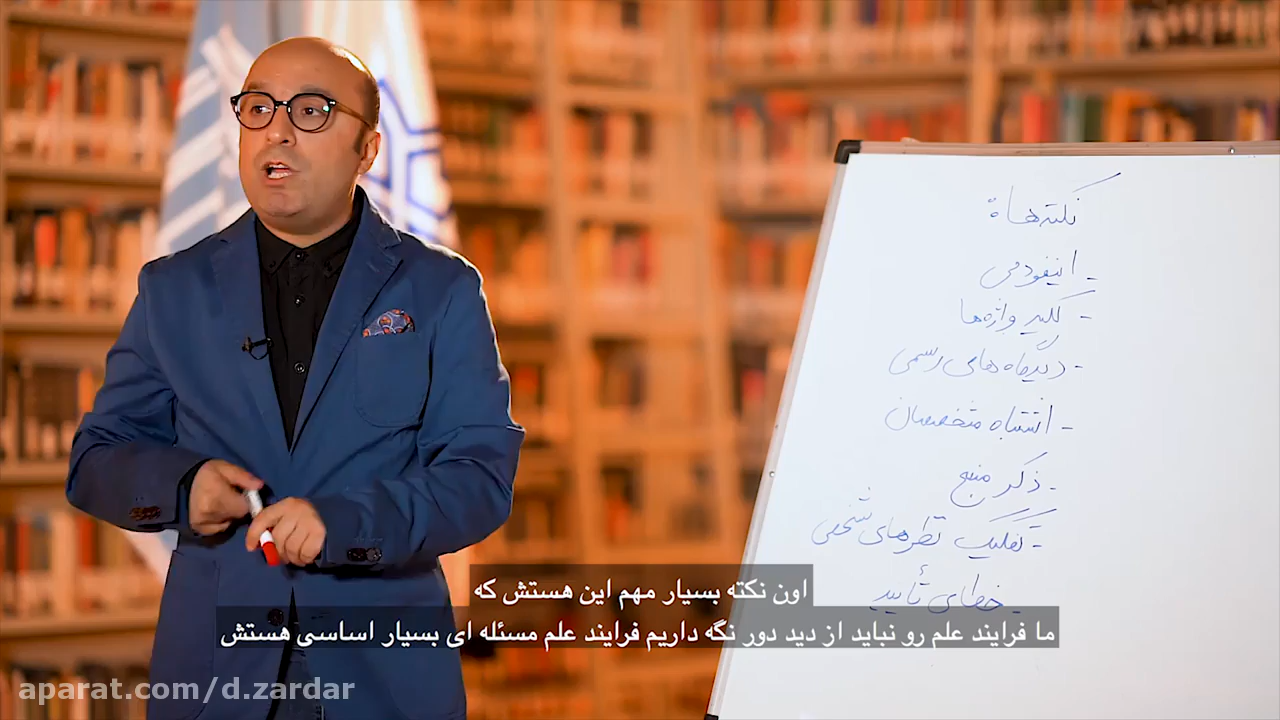 نکته‌ها:
- اینفودمی
- کلیدواژه‌ها
- دیدگاه‌های رسمی
- اشتباه متخصصان
- ذکر منبع
- تفکیک نظرهای شخصی
- خطای تأیید
اون نکته بسیار مهم این هستش که
ما فرایند علم رو نباید از دید دور نگه داریم فرایند علم مسئله ای بسیار اساسی هستش
aparat.com/d.zardar